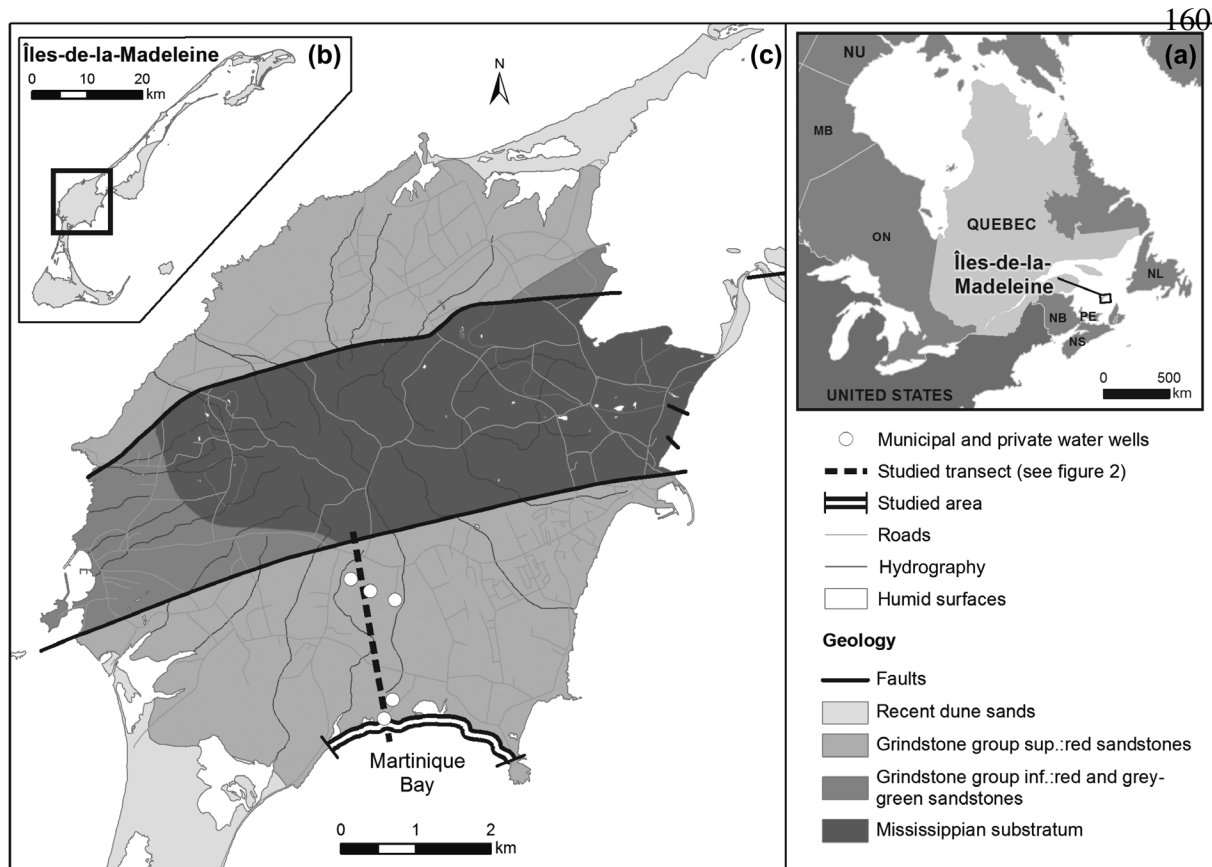 160
Îles-de-la-Madeleine
(b)
0 10 20
km
(c)
N
Martinique
Bay
0 1 2
km
(a)
NU
MB
ON
QUEBEC
Îles-de-la-
Madeleine
NL
NB
PE
NS
UNITED STATES
0 500
km
Municipal and private water wells
Studied transect (see figure 2)
Studied area
Roads
Hydrography
Humid surfaces
Geology
Faults
Recent dune sands
Grindstone group sup.:red sandstones
Grindstone group inf.:red and grey-
green sandstones
Mississippian substratum